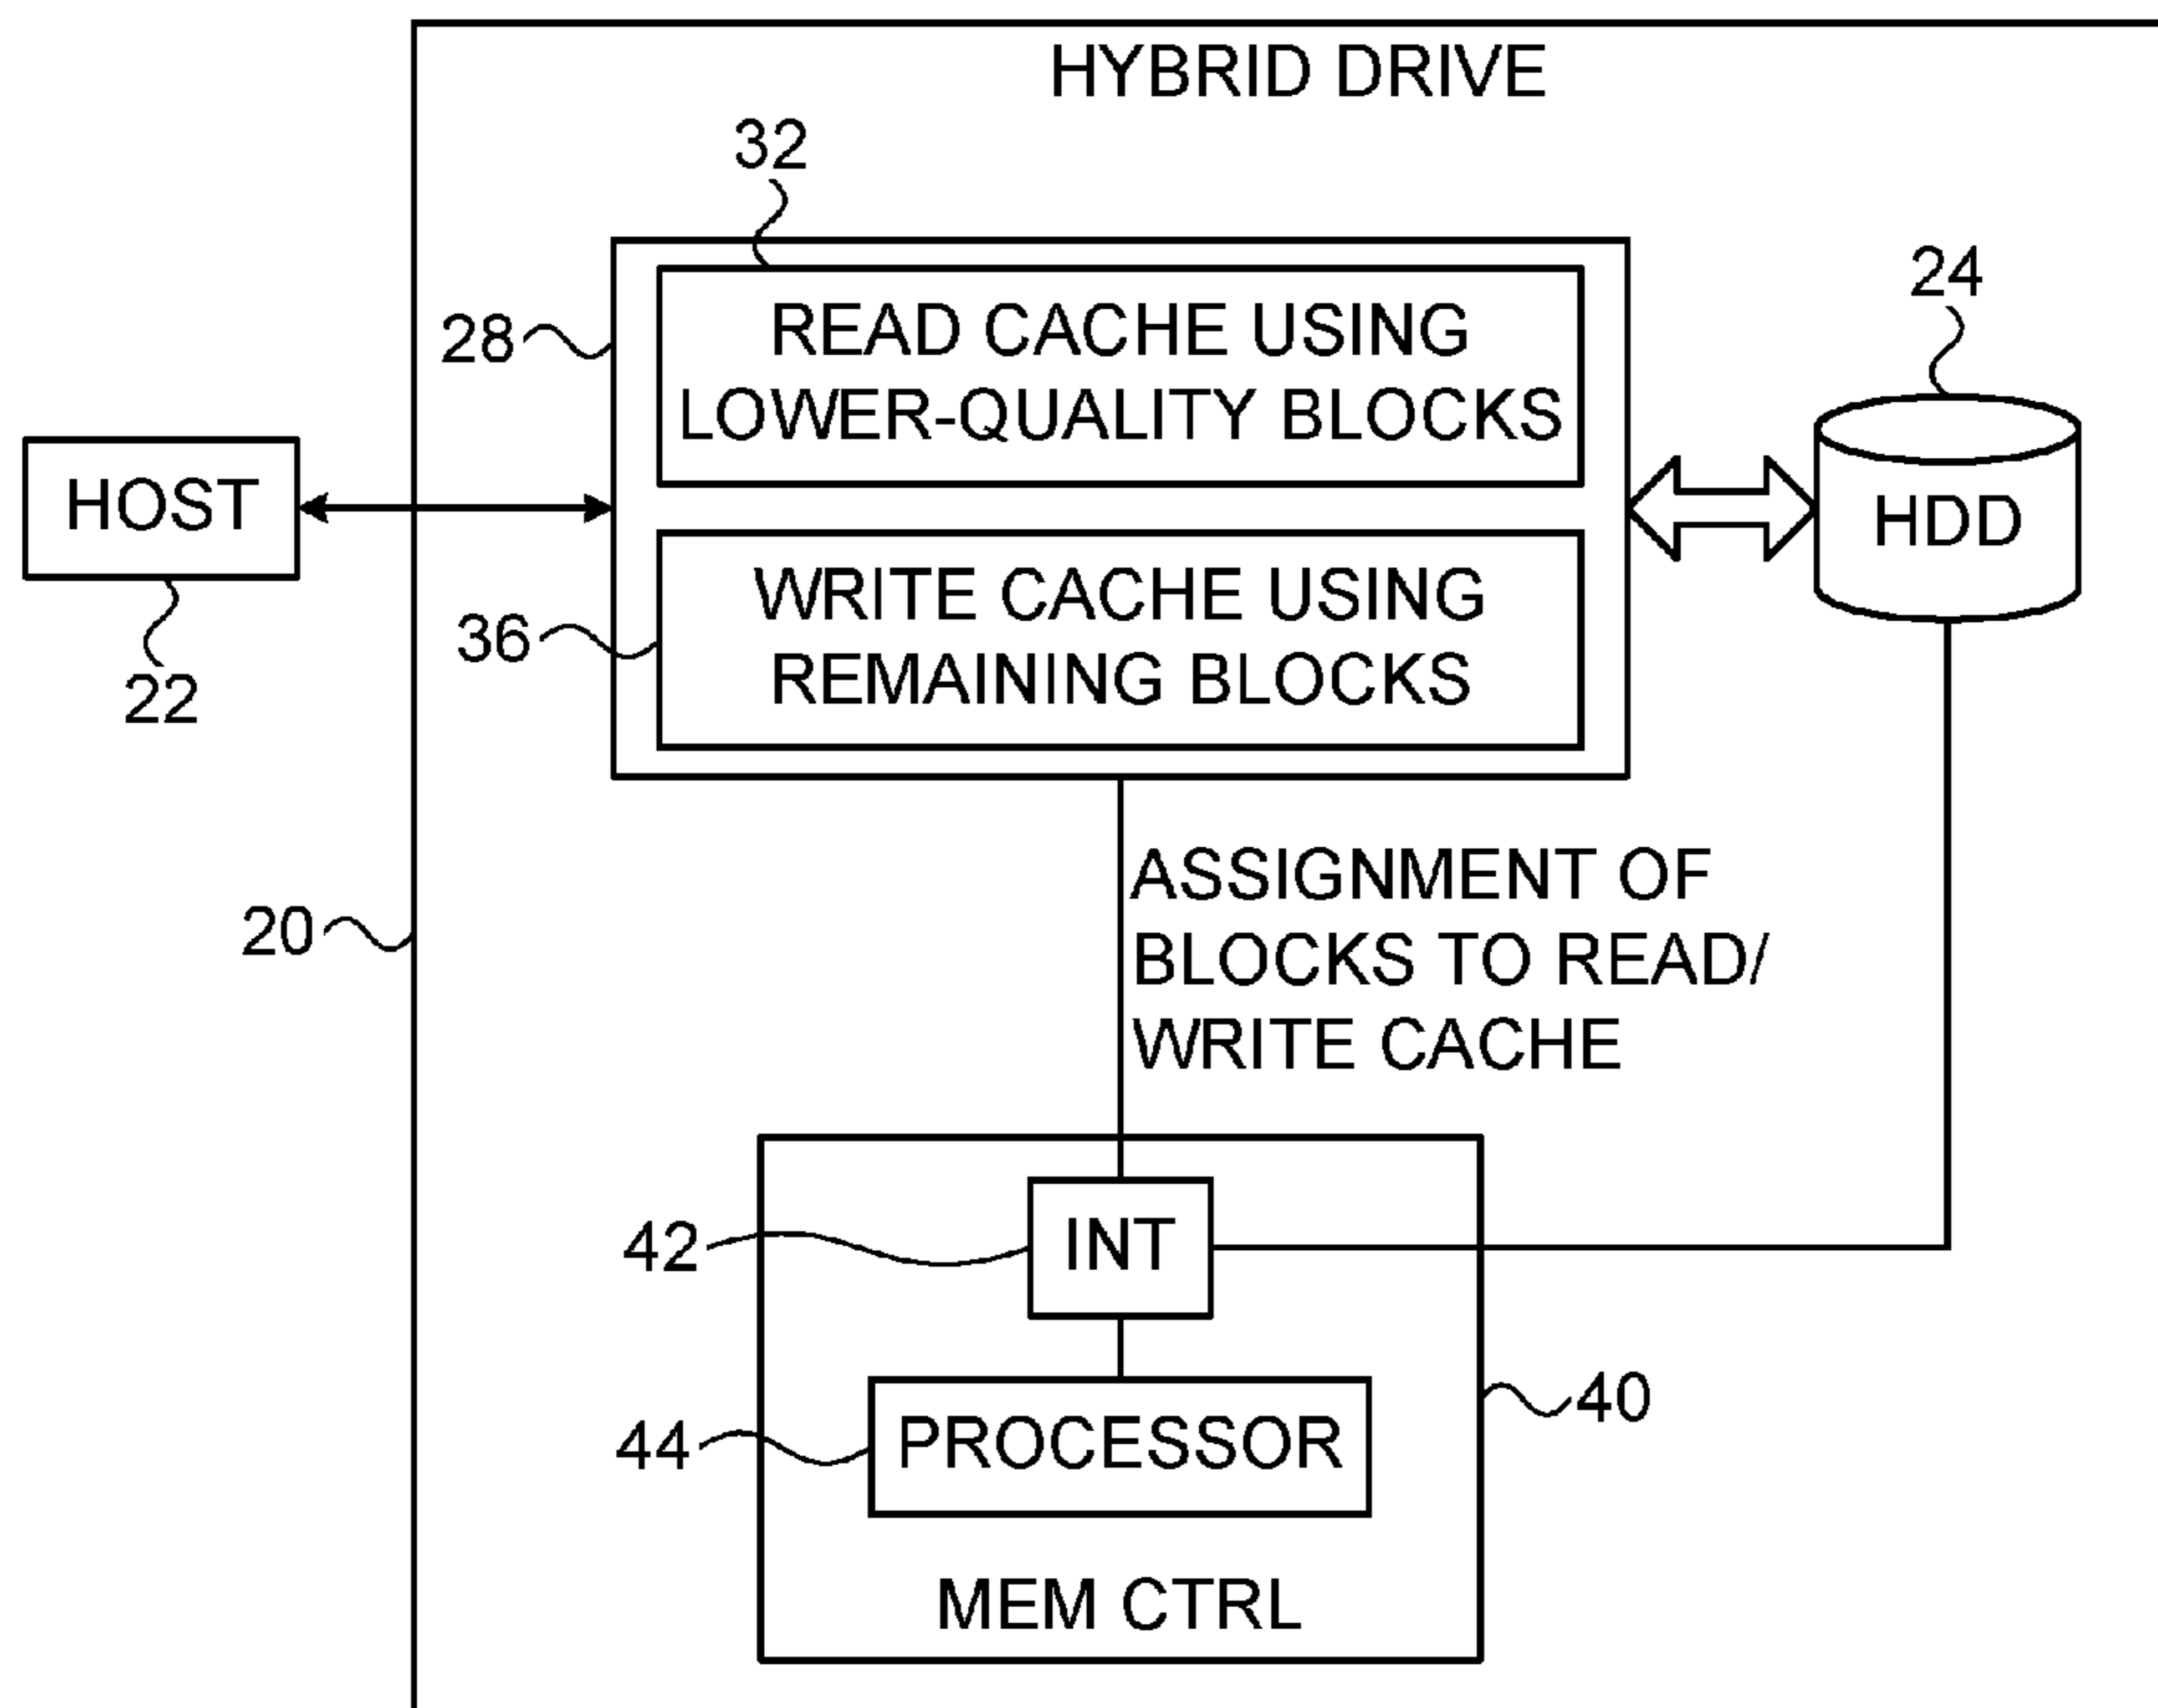 HYBRID DRIVE
32
24
28
READ CACHE USING
LOWER-QUALITY BLOCKS
HOST
HDD
22
36
WRITE CACHE USING
REMAINING BLOCKS
20
ASSIGNMENT OF
BLOCKS TO READ/
WRITE CACHE
42
INT
40
44
PROCESSOR
MEM CTRL